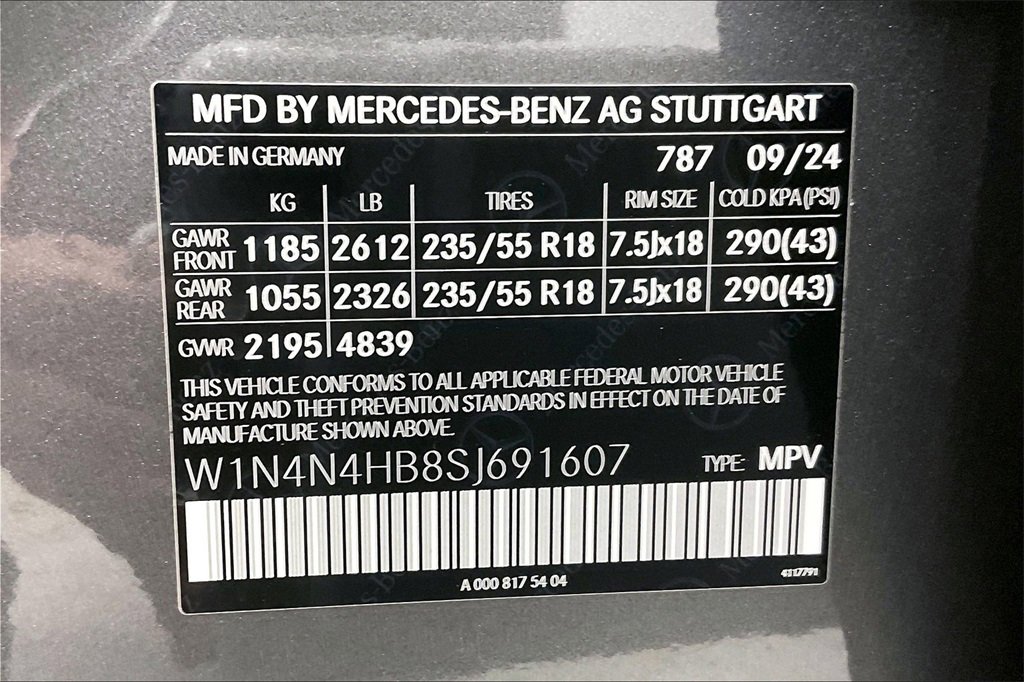 MFD BY MERCEDES-BENZ AG STUTTGART
MADE IN GERMANY 787 09/24
KG LB TIRES RIM SIZE COLD KPA (PSI)
GAWR FRONT 1185 2612 235/55 R18 7.5Jx18 290(43)
GAWR REAR 1055 2326 235/55 R18 7.5Jx18 290(43)
GVWR 2195 4839
THIS VEHICLE CONFORMS TO ALL APPLICABLE FEDERAL MOTOR VEHICLE
SAFETY AND THEFT PREVENTION STANDARDS IN EFFECT ON THE DATE OF
MANUFACTURE SHOWN ABOVE.
W1N4N4HB8SJ691607 TYPE: MPV
A 000 817 54 04